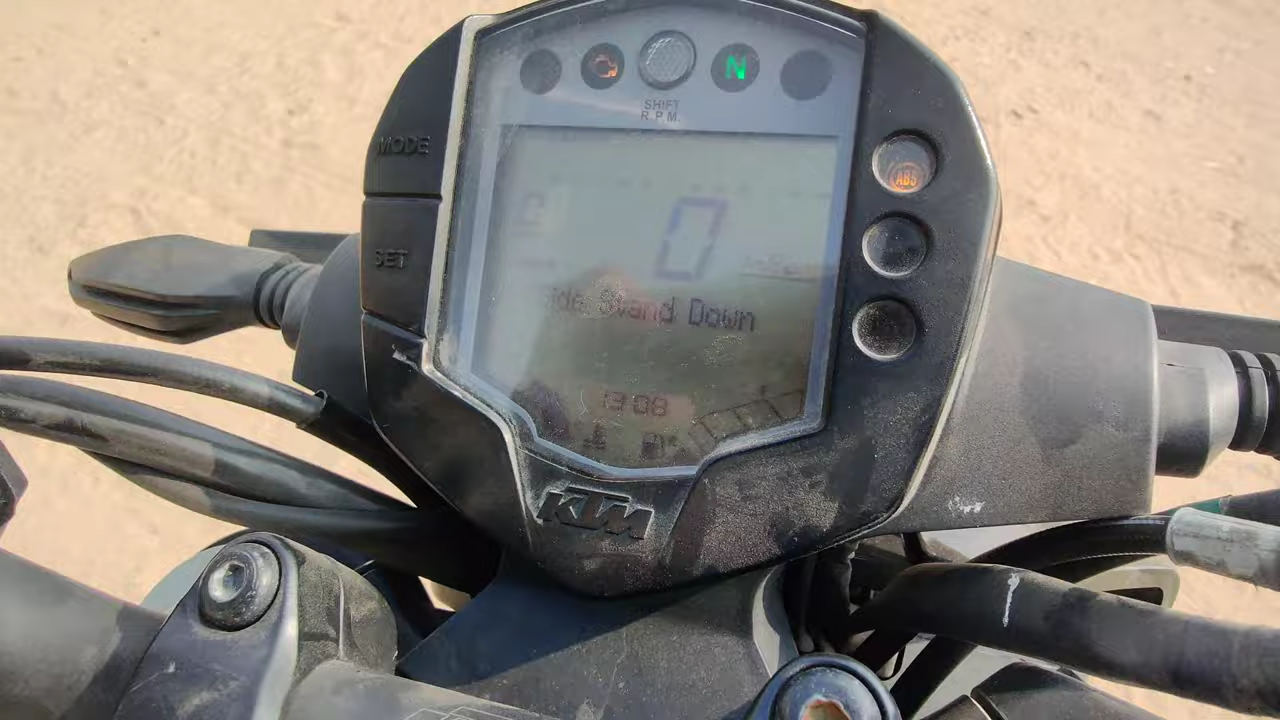 N
SHIFT
R.P.M.
MODE
ABS
0
SET
ide Stand Down
13:08
KTM